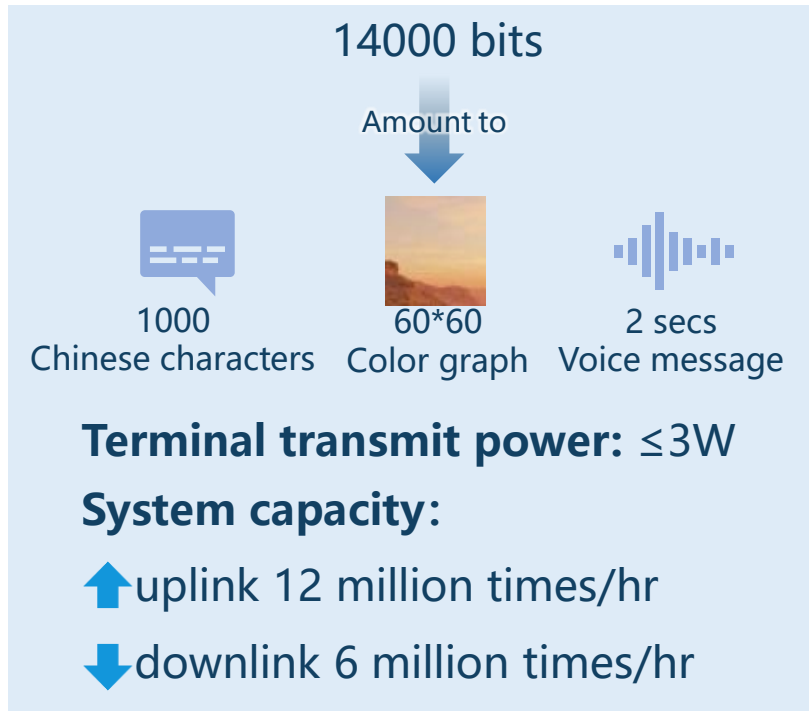 14000 bits
Amount to
1000
Chinese characters
60*60
Color graph
2 secs
Voice message
Terminal transmit power: ≤3W
System capacity:
uplink 12 million times/hr
downlink 6 million times/hr